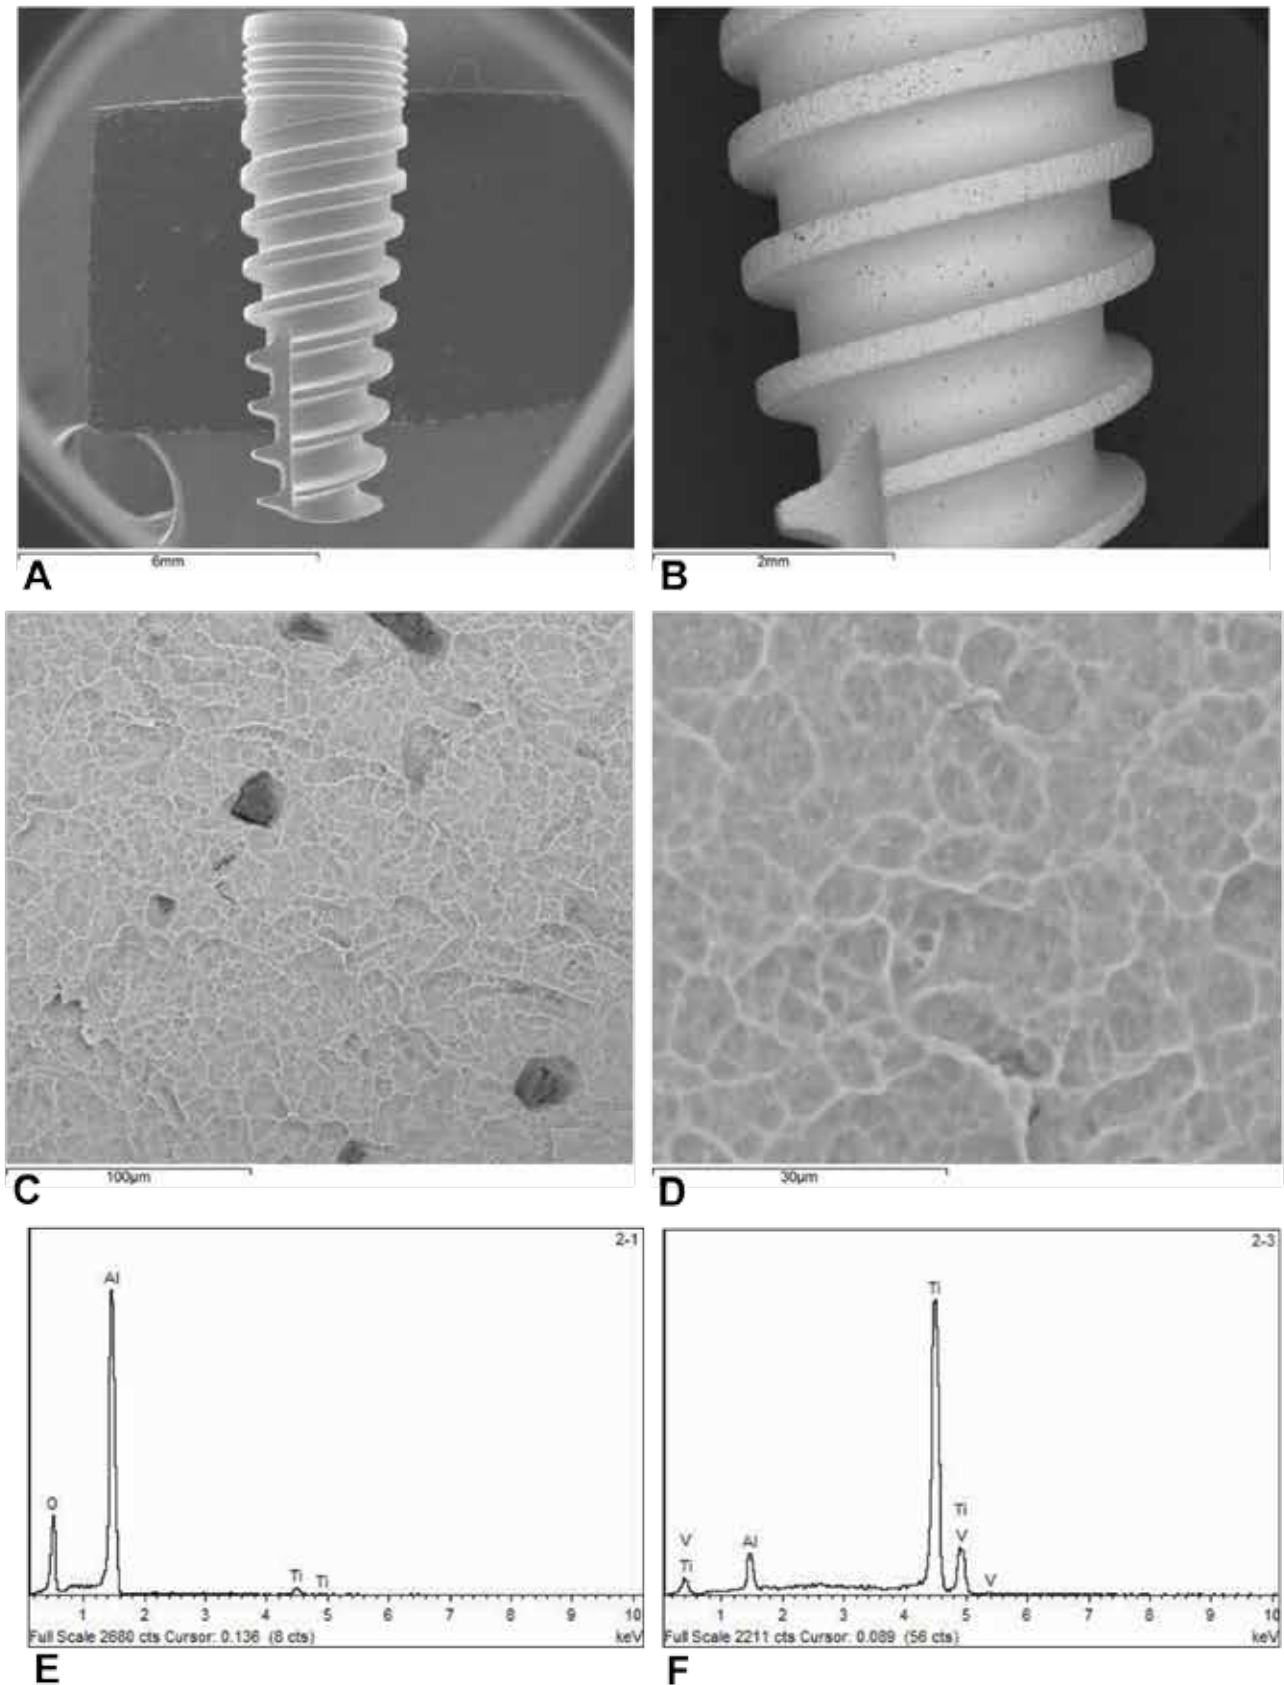 6mm
A
2mm
B
100µm
C
30µm
D
2-1
Al
O
Ti
Ti
1 2 3 4 5 6 7 8 9 10
Full Scale 2680 cts Cursor: 0.136 (8 cts)
keV
E
2-3
Ti
Ti
V
V
Al
Ti
V
1 2 3 4 5 6 7 8 9 10
Full Scale 2211 cts Cursor: 0.089 (56 cts)
keV
F